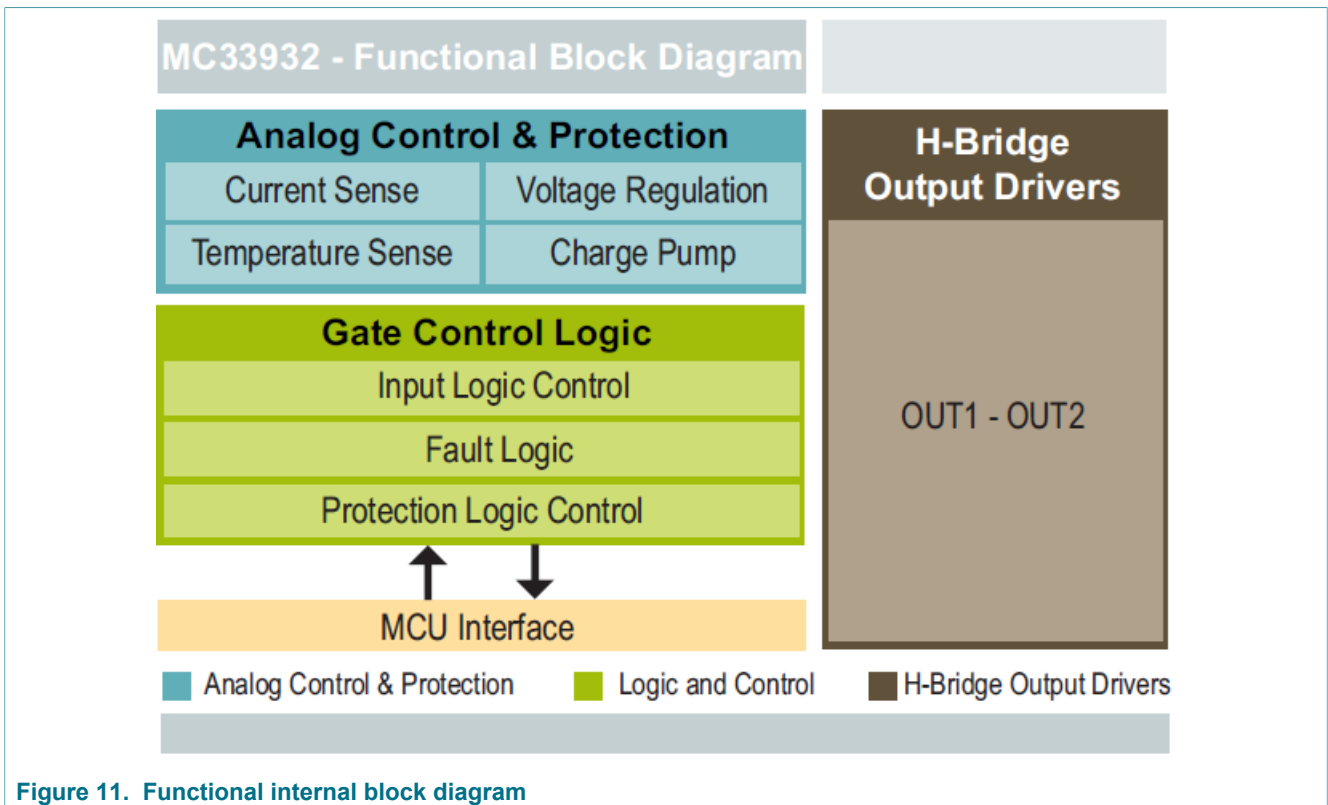 MC33932 - Functional Block Diagram
Analog Control & Protection
Current Sense
Voltage Regulation
Temperature Sense
Charge Pump
Gate Control Logic
Input Logic Control
Fault Logic
Protection Logic Control
MCU Interface
H-Bridge
Output Drivers
OUT1 - OUT2
Analog Control & Protection
Logic and Control
H-Bridge Output Drivers
Figure 11. Functional internal block diagram